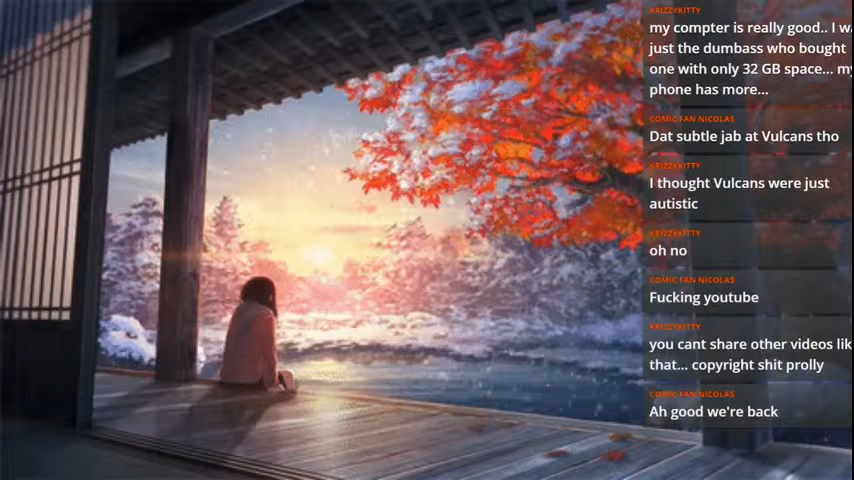 KRIZZYKITTY
my compter is really good.. I wa
just the dumbass who bought
one with only 32 GB space... my
phone has more...
COMIC FAN NICOLAS
Dat subtle jab at Vulcans tho
KRIZZYKITTY
I thought Vulcans were just
autistic
KRIZZYKITTY
oh no
COMIC FAN NICOLAS
Fucking youtube
KRIZZYKITTY
you cant share other videos lik
that... copyright shit prolly
COMIC FAN NICOLAS
Ah good we're back